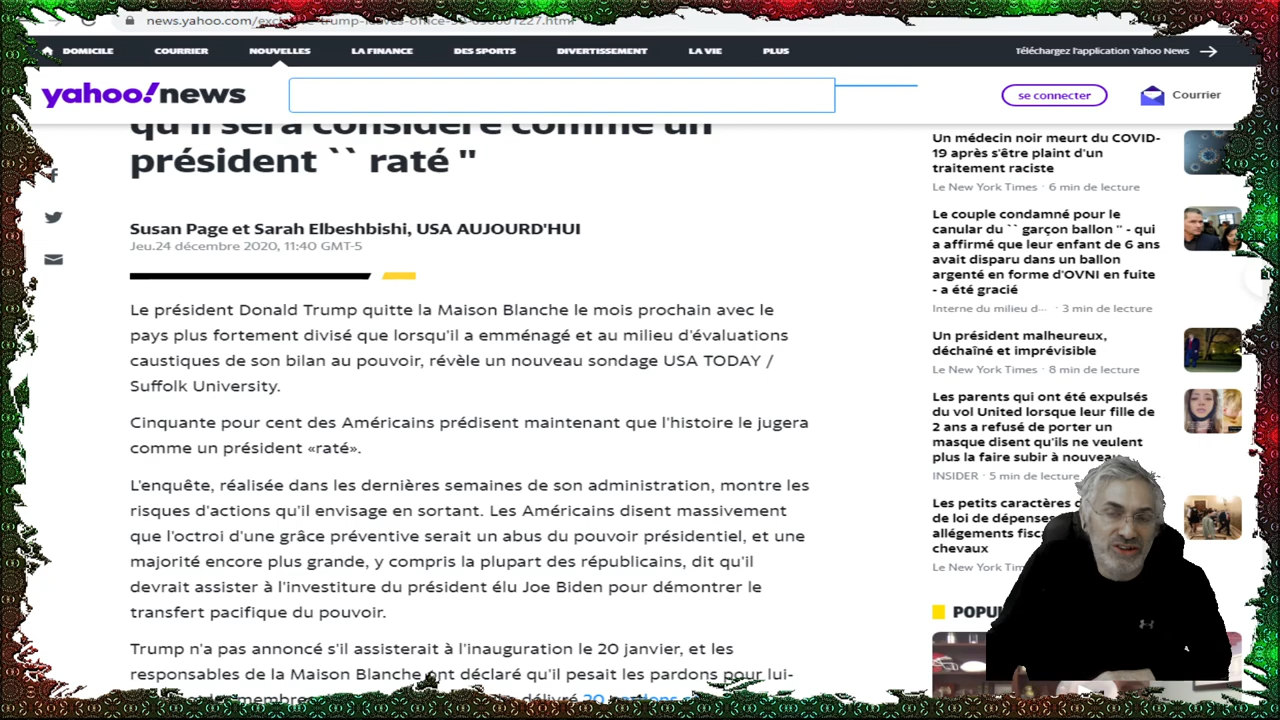 news.yahoo.com/exc
DOMICILE
COURRIER
NOUVELLES
LA FINANCE
DES SPORTS
DIVERTISSEMENT
LA VIE
PLUS
Téléchargez l'application Yahoo News
yahoo!news
se connecter
Courrier
qu'il sera considéré comme un
président `` raté ''
Susan Page et Sarah Elbeshbishi, USA AUJOURD'HUI
Jeu.24 décembre 2020, 11:40 GMT-5
Le président Donald Trump quitte la Maison Blanche le mois prochain avec le
pays plus fortement divisé que lorsqu'il a emménagé et au milieu d'évaluations
caustiques de son bilan au pouvoir, révèle un nouveau sondage USA TODAY /
Suffolk University.
Cinquante pour cent des Américains prédisent maintenant que l'histoire le jugera
comme un président «raté».
L'enquête, réalisée dans les dernières semaines de son administration, montre les
risques d'actions qu'il envisage en sortant. Les Américains disent massivement
que l'octroi d'une grâce préventive serait un abus du pouvoir présidentiel, et une
majorité encore plus grande, y compris la plupart des républicains, dit qu'il
devrait assister à l'investiture du président élu Joe Biden pour démontrer le
transfert pacifique du pouvoir.
Trump n'a pas annoncé s'il assisterait à l'inauguration le 20 janvier, et les
responsables de la Maison Blanche ont déclaré qu'il pesait les pardons pour lui-
Un médecin noir meurt du COVID-
19 après s'être plaint d'un
traitement raciste
Le New York Times · 6 min de lecture
Le couple condamné pour le
canular du `` garçon ballon '' - qui
a affirmé que leur enfant de 6 ans
avait disparu dans un ballon
argenté en forme d'OVNI en fuite
- a été gracié
Interne du milieu d··· · 3 min de lecture
Un président malheureux,
déchaîné et imprévisible
Le New York Times · 8 min de lecture
Les parents qui ont été expulsés
du vol United lorsque leur fille de
2 ans a refusé de porter un
masque disent qu'ils ne veulent
plus la faire subir à nouveau
INSIDER · 5 min de lecture
Les petits caractères
de loi de dépenses
allégements
chevaux
Le New York